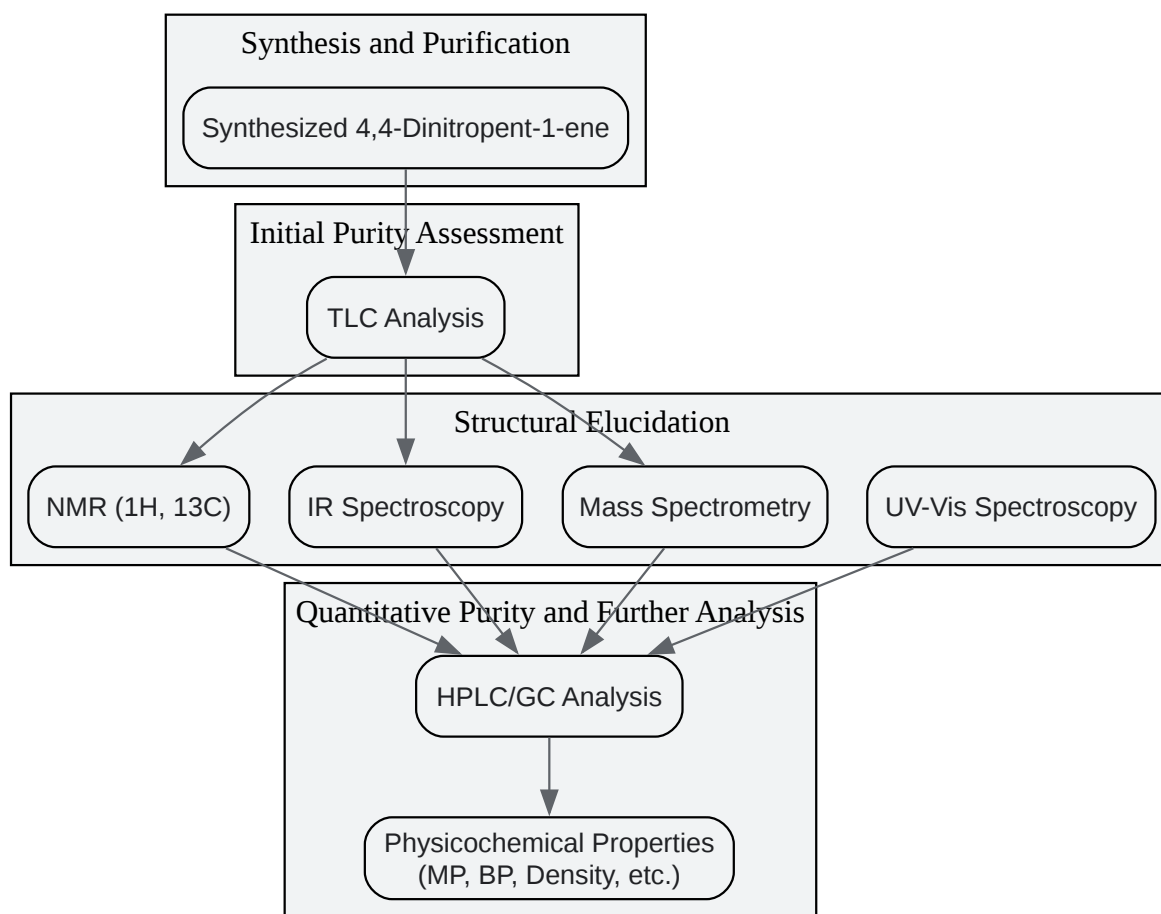 Synthesis and Purification
Synthesized 4,4-Dinitropent-1-ene
Initial Purity Assessment
TLC Analysis
Structural Elucidation
NMR (1H, 13C)
IR Spectroscopy
Mass Spectrometry
UV-Vis Spectroscopy
Quantitative Purity and Further Analysis
HPLC/GC Analysis
Physicochemical Properties
(MP, BP, Density, etc.)